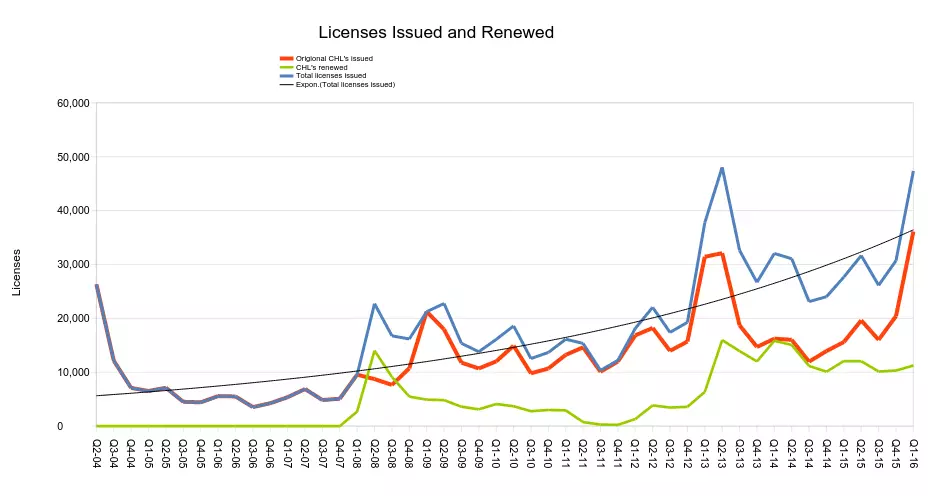 Licenses Issued and Renewed
Origional CHL's issued
CHL's renewed
Total licenses issued
Expon.(Total licenses issued)
60,000
50,000
40,000
30,000
20,000
10,000
0
Licenses
Q2-04
Q3-04
Q4-04
Q1-05
Q2-05
Q3-05
Q4-05
Q1-06
Q2-06
Q3-06
Q4-06
Q1-07
Q2-07
Q3-07
Q4-07
Q1-08
Q2-08
Q3-08
Q4-08
Q1-09
Q2-09
Q3-09
Q4-09
Q1-10
Q2-10
Q3-10
Q4-10
Q1-11
Q2-11
Q3-11
Q4-11
Q1-12
Q2-12
Q3-12
Q4-12
Q1-13
Q2-13
Q3-13
Q4-13
Q1-14
Q2-14
Q3-14
Q4-14
Q1-15
Q2-15
Q3-15
Q4-15
Q1-16